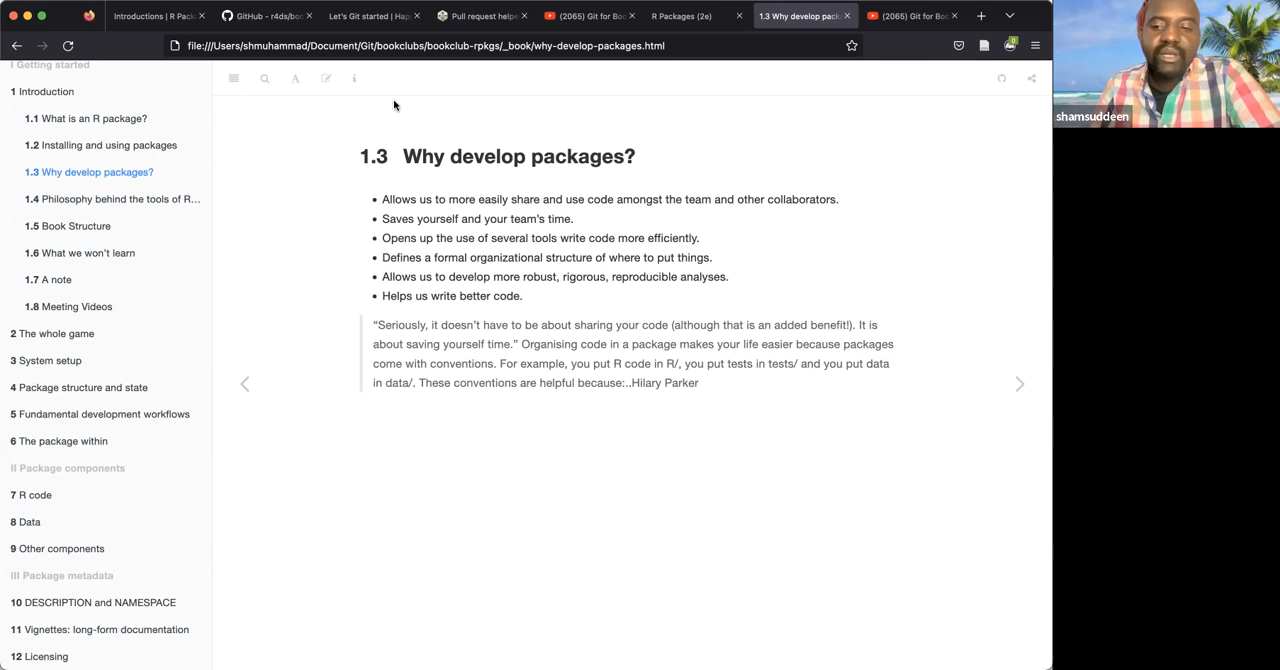 Introductions | R Pack
GitHub - r4ds/boo
Let's Git started | Hap
Pull request helpe
(2065) Git for Boo
R Packages (2e)
1.3 Why develop pack
(2065) Git for Boo
file:///Users/shmuhammad/Document/Git/bookclubs/bookclub-rpkgs/_book/why-develop-packages.html
0
I Getting started
1 Introduction
1.1 What is an R package?
1.2 Installing and using packages
1.3 Why develop packages?
1.4 Philosophy behind the tools of R...
1.5 Book Structure
1.6 What we won't learn
1.7 A note
1.8 Meeting Videos
2 The whole game
3 System setup
4 Package structure and state
5 Fundamental development workflows
6 The package within
II Package components
7 R code
8 Data
9 Other components
III Package metadata
10 DESCRIPTION and NAMESPACE
11 Vignettes: long-form documentation
12 Licensing
A
i
1.3 Why develop packages?
• Allows us to more easily share and use code amongst the team and other collaborators.
• Saves yourself and your team's time.
• Opens up the use of several tools write code more efficiently.
• Defines a formal organizational structure of where to put things.
• Allows us to develop more robust, rigorous, reproducible analyses.
• Helps us write better code.
“Seriously, it doesn't have to be about sharing your code (although that is an added benefit!). It is
about saving yourself time.” Organising code in a package makes your life easier because packages
come with conventions. For example, you put R code in R/, you put tests in tests/ and you put data
in data/. These conventions are helpful because:..Hilary Parker
shamsuddeen